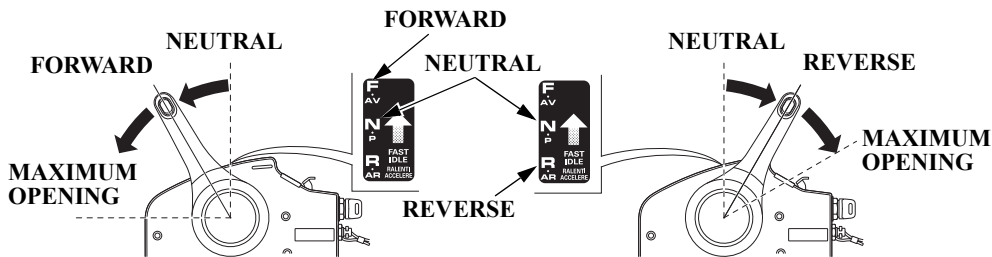 FORWARD
NEUTRAL
FORWARD
MAXIMUM
OPENING
NEUTRAL
F
AV
N
P
R
AR
FAST
IDLE
RALENTI
ACCELERE
F
AV
N
P
R
AR
FAST
IDLE
RALENTI
ACCELERE
REVERSE
NEUTRAL
REVERSE
MAXIMUM
OPENING